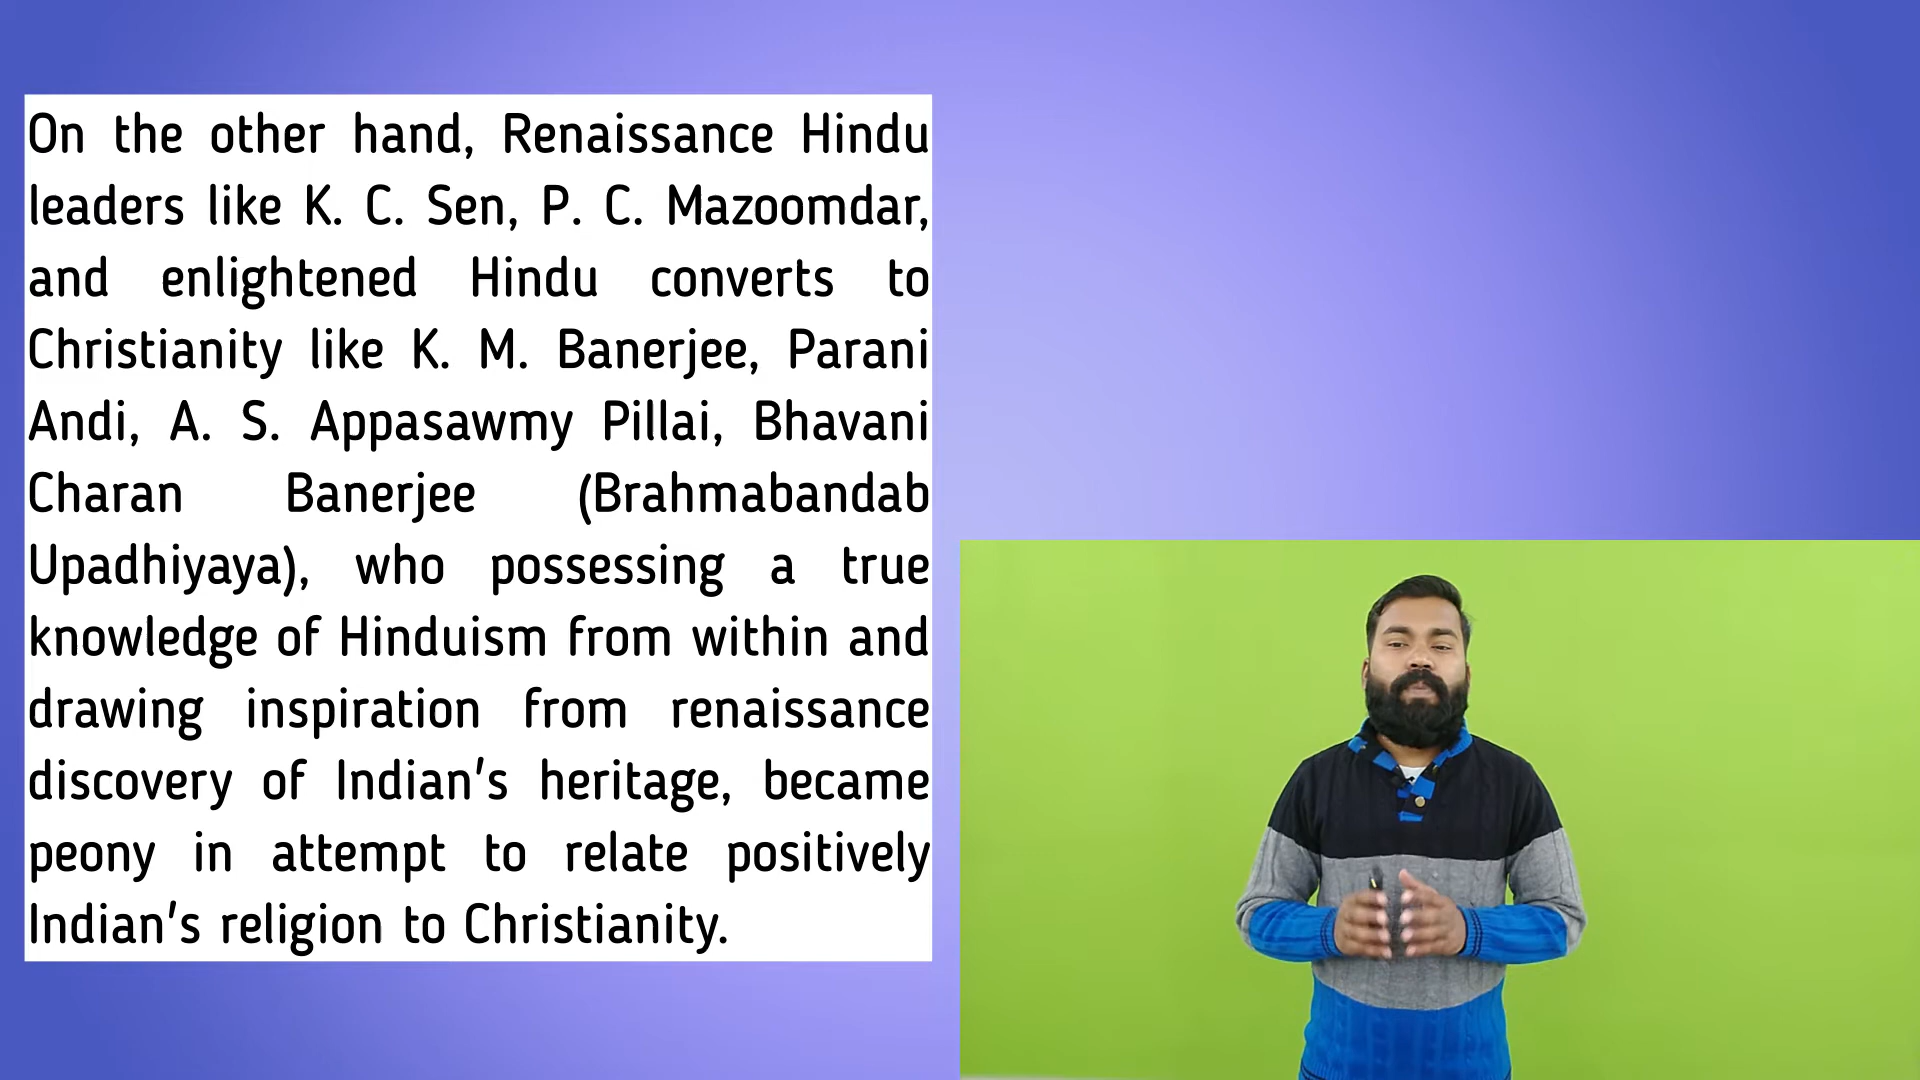 On the other hand, Renaissance Hindu
leaders like K. C. Sen, P. C. Mazoomdar,
and enlightened Hindu converts to
Christianity like K. M. Banerjee, Parani
Andi, A. S. Appasawmy Pillai, Bhavani
Charan Banerjee (Brahmabandab
Upadhiyaya), who possessing a true
knowledge of Hinduism from within and
drawing inspiration from renaissance
discovery of Indian's heritage, became
peony in attempt to relate positively
Indian's religion to Christianity.